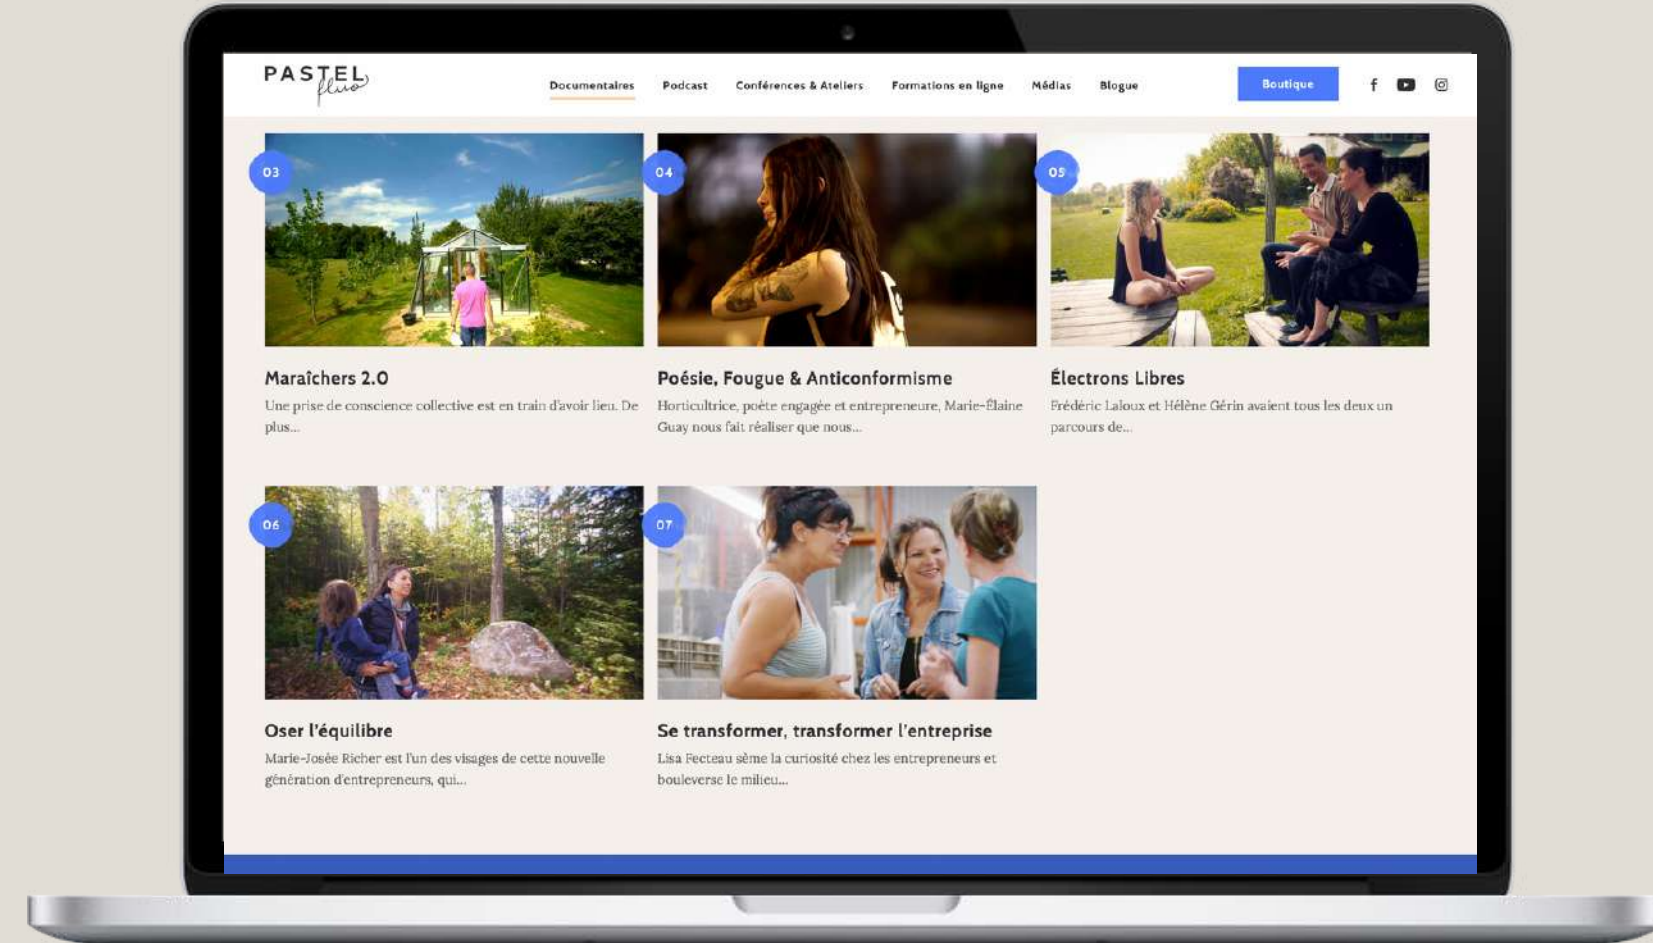 PASTEL
fluo
Documentaires Podcast Conférences & Ateliers Formations en ligne Médias Blogue Boutique
03
04
05
Maraîchers 2.0
Une prise de conscience collective est en train d'avoir lieu. De
plus...
Poésie, Fougue & Anticonformisme
Horticultrice, poète engagée et entrepreneure, Marie-Élaine
Guay nous fait réaliser que nous...
Électrons Libres
Frédéric Laloux et Hélène Gérin avaient tous les deux un
parcours de...
06
07
Oser l'équilibre
Marie-Josée Richer est l'un des visages de cette nouvelle
génération d'entrepreneurs, qui...
Se transformer, transformer l'entreprise
Lisa Fecteau sème la curiosité chez les entrepreneurs et
bouleverse le milieu...